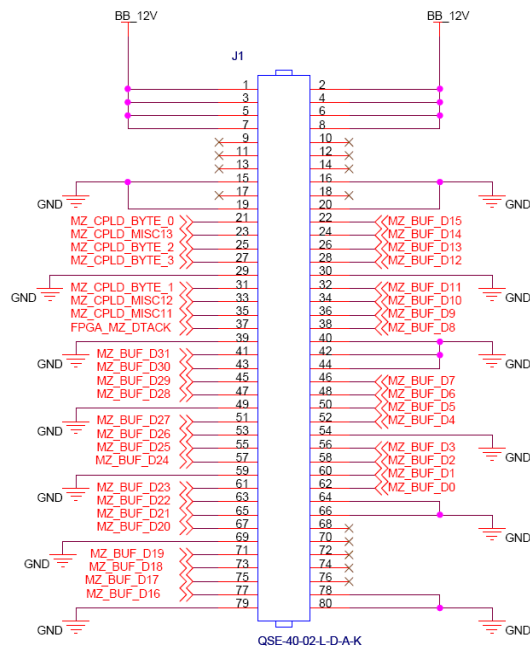 BB_12V BB_12V
J1
1 2
3 4
5 6
7 8
9 10
11 12
13 14
15 16
17 18
GND 19 20 GND
MZ_CPLD_BYTE_0 21 22 MZ_BUF_D15
MZ_CPLD_MISC13 23 24 MZ_BUF_D14
MZ_CPLD_BYTE_2 25 26 MZ_BUF_D13
MZ_CPLD_BYTE_3 27 28 MZ_BUF_D12
GND 29 30 GND
MZ_CPLD_BYTE_1 31 32 MZ_BUF_D11
MZ_CPLD_MISC12 33 34 MZ_BUF_D10
MZ_CPLD_MISC11 35 36 MZ_BUF_D9
FPGA_MZ_DTACK 37 38 MZ_BUF_D8
GND 39 40 GND
MZ_BUF_D31 41 42
MZ_BUF_D30 43 44
MZ_BUF_D29 45 46 MZ_BUF_D7
MZ_BUF_D28 47 48 MZ_BUF_D6
GND 49 50 MZ_BUF_D5
MZ_BUF_D27 51 52 MZ_BUF_D4
MZ_BUF_D26 53 54 GND
MZ_BUF_D25 55 56 MZ_BUF_D3
MZ_BUF_D24 57 58 MZ_BUF_D2
GND 59 60 MZ_BUF_D1
MZ_BUF_D23 61 62 MZ_BUF_D0
MZ_BUF_D22 63 64
MZ_BUF_D21 65 66 GND
MZ_BUF_D20 67 68
GND 69 70
MZ_BUF_D19 71 72
MZ_BUF_D18 73 74
MZ_BUF_D17 75 76
MZ_BUF_D16 77 78
GND 79 80 GND
QSE-40-02-L-D-A-K